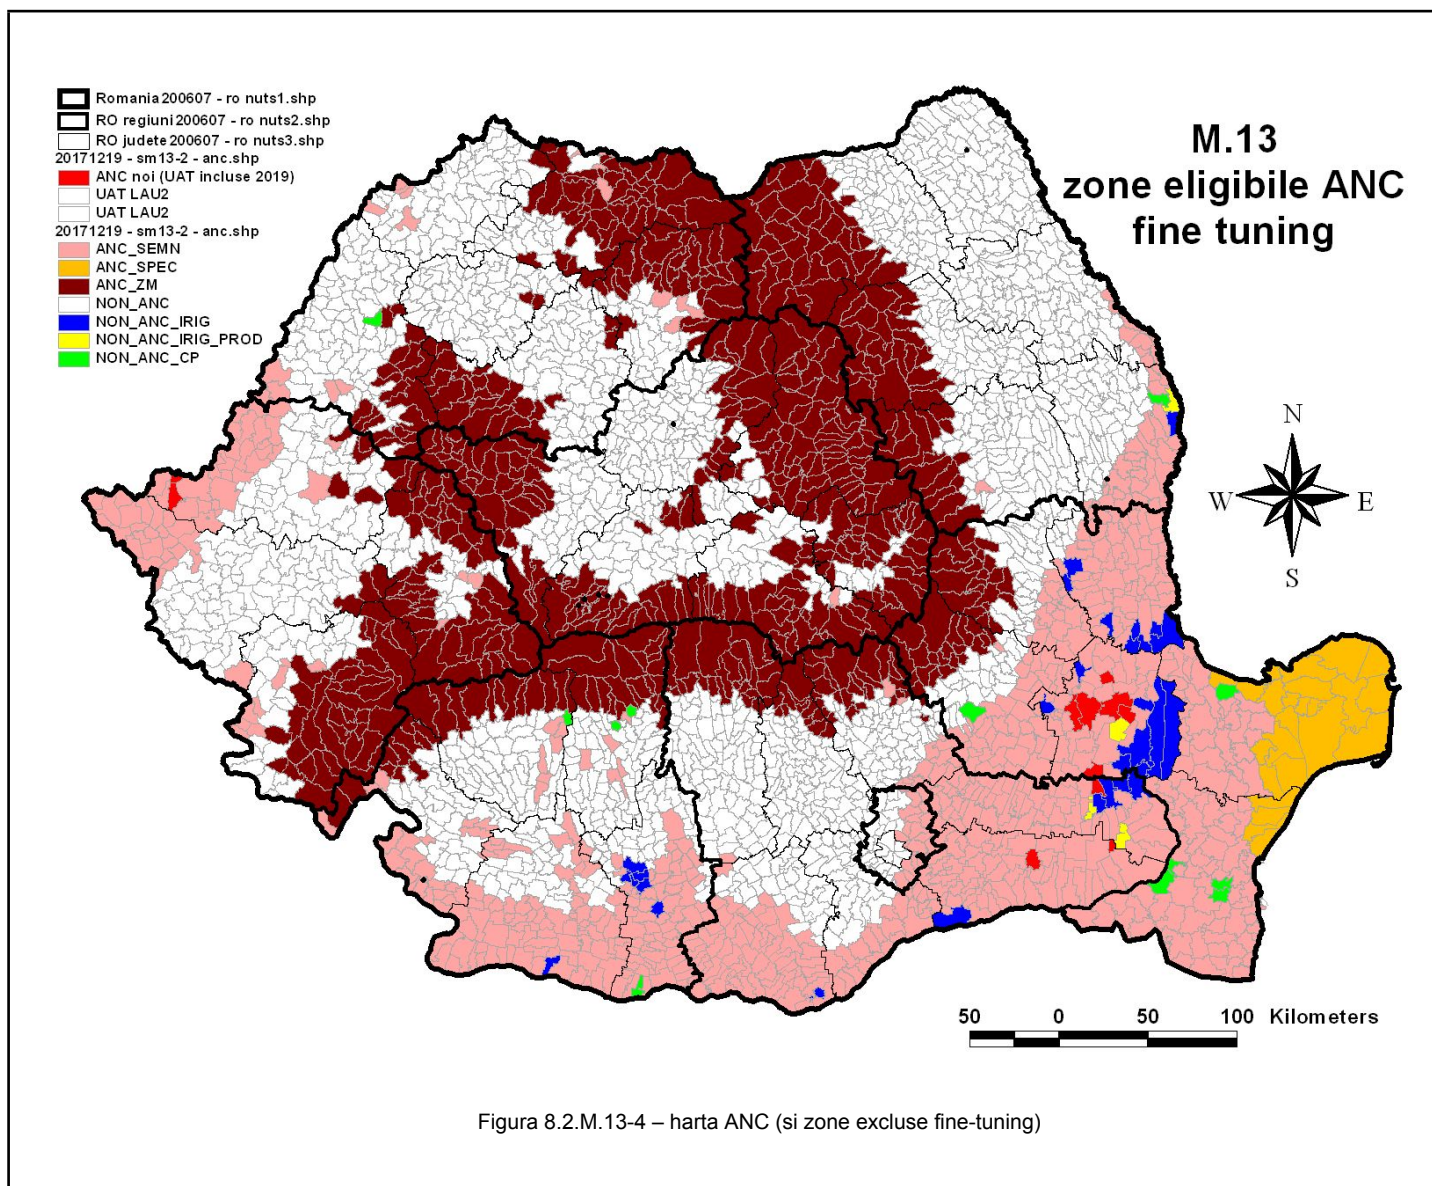 Romania200607 - ro nuts1.shp
RO regiuni200607 - ro nuts2.shp
RO judete200607 - ro nuts3.shp
20171219 - sm13-2 - anc.shp
ANC noi (UAT incluse 2019)
UAT LAU2
UAT LAU2
20171219 - sm13-2 - anc.shp
ANC_SEMN
ANC_SPEC
ANC_ZM
NON_ANC
NON_ANC_IRIG
NON_ANC_IRIG_PROD
NON_ANC_CP
M.13
zone eligibile ANC
fine tuning
N
W
E
S
50 0 50 100 Kilometers
Figura 8.2.M.13-4 – harta ANC (si zone excluse fine-tuning)